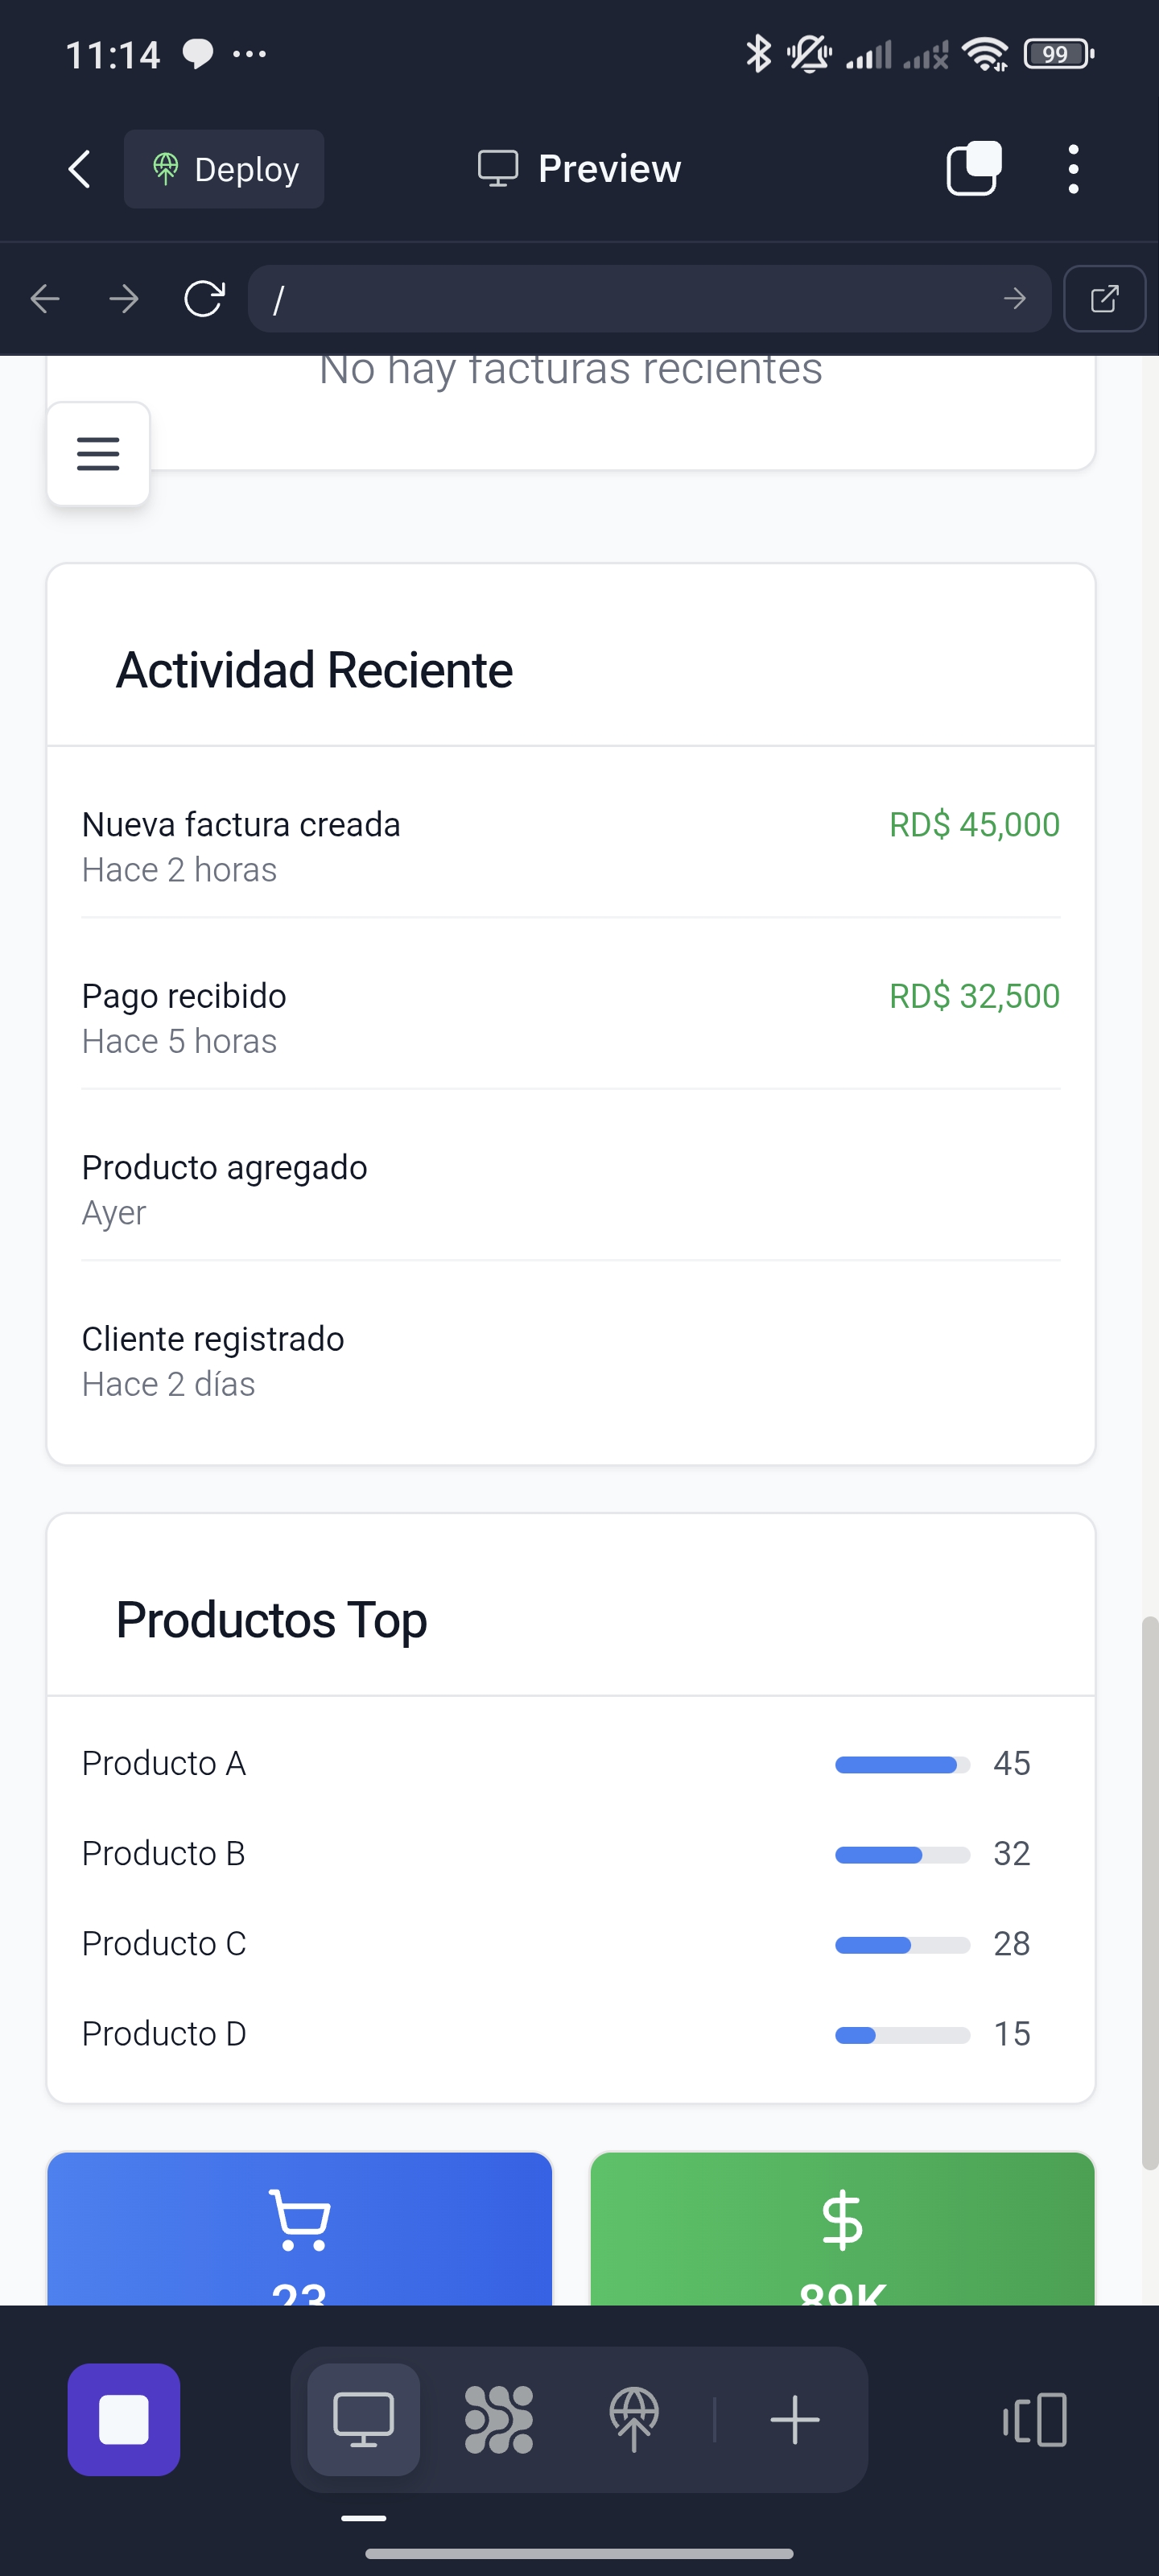 11:14
99
Deploy
Preview
/
No hay facturas recientes
Actividad Reciente
Nueva factura creada
RD$ 45,000
Hace 2 horas
Pago recibido
RD$ 32,500
Hace 5 horas
Producto agregado
Ayer
Cliente registrado
Hace 2 días
Productos Top
Producto A
45
Producto B
32
Producto C
28
Producto D
15
23
89K